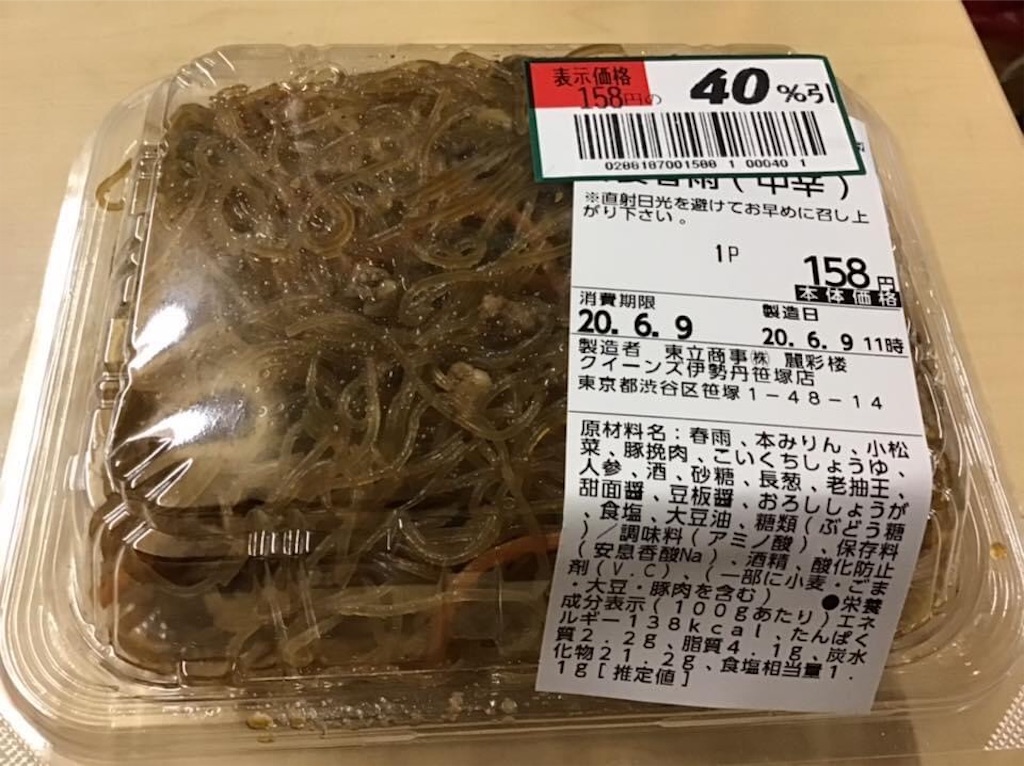 表示価格
158円の
40%引
0288187001588 1 00040 1
春雨(中辛)
※直射日光を避けてお早めに召し上
がり下さい。
1P
158円
本体価格
消費期限
20.6.9
製造日
20.6.9 11時
製造者 東立商事㈱ 麗彩楼
クイーンズ伊勢丹笹塚店
東京都渋谷区笹塚1-48-14
原材料名:春雨、本みりん、小松
菜、豚挽肉、こいくちしょうゆ、
人参、酒、砂糖、長葱、老抽王、
甜面醤、豆板醤、おろししょうが
、食塩、大豆油、糖類(ぶどう糖
)/調味料(アミノ酸)、保存料
(安息香酸Na)、酒精、酸化防止
剤(V.C)、(一部に小麦・ごま
・大豆・豚肉を含む) ●栄養
成分表示(100gあたり)エネ
ルギー138kcal、たんぱく
質2.2g、脂質4.1g、炭水
化物21.2g、食塩相当量1.
1g[推定値]